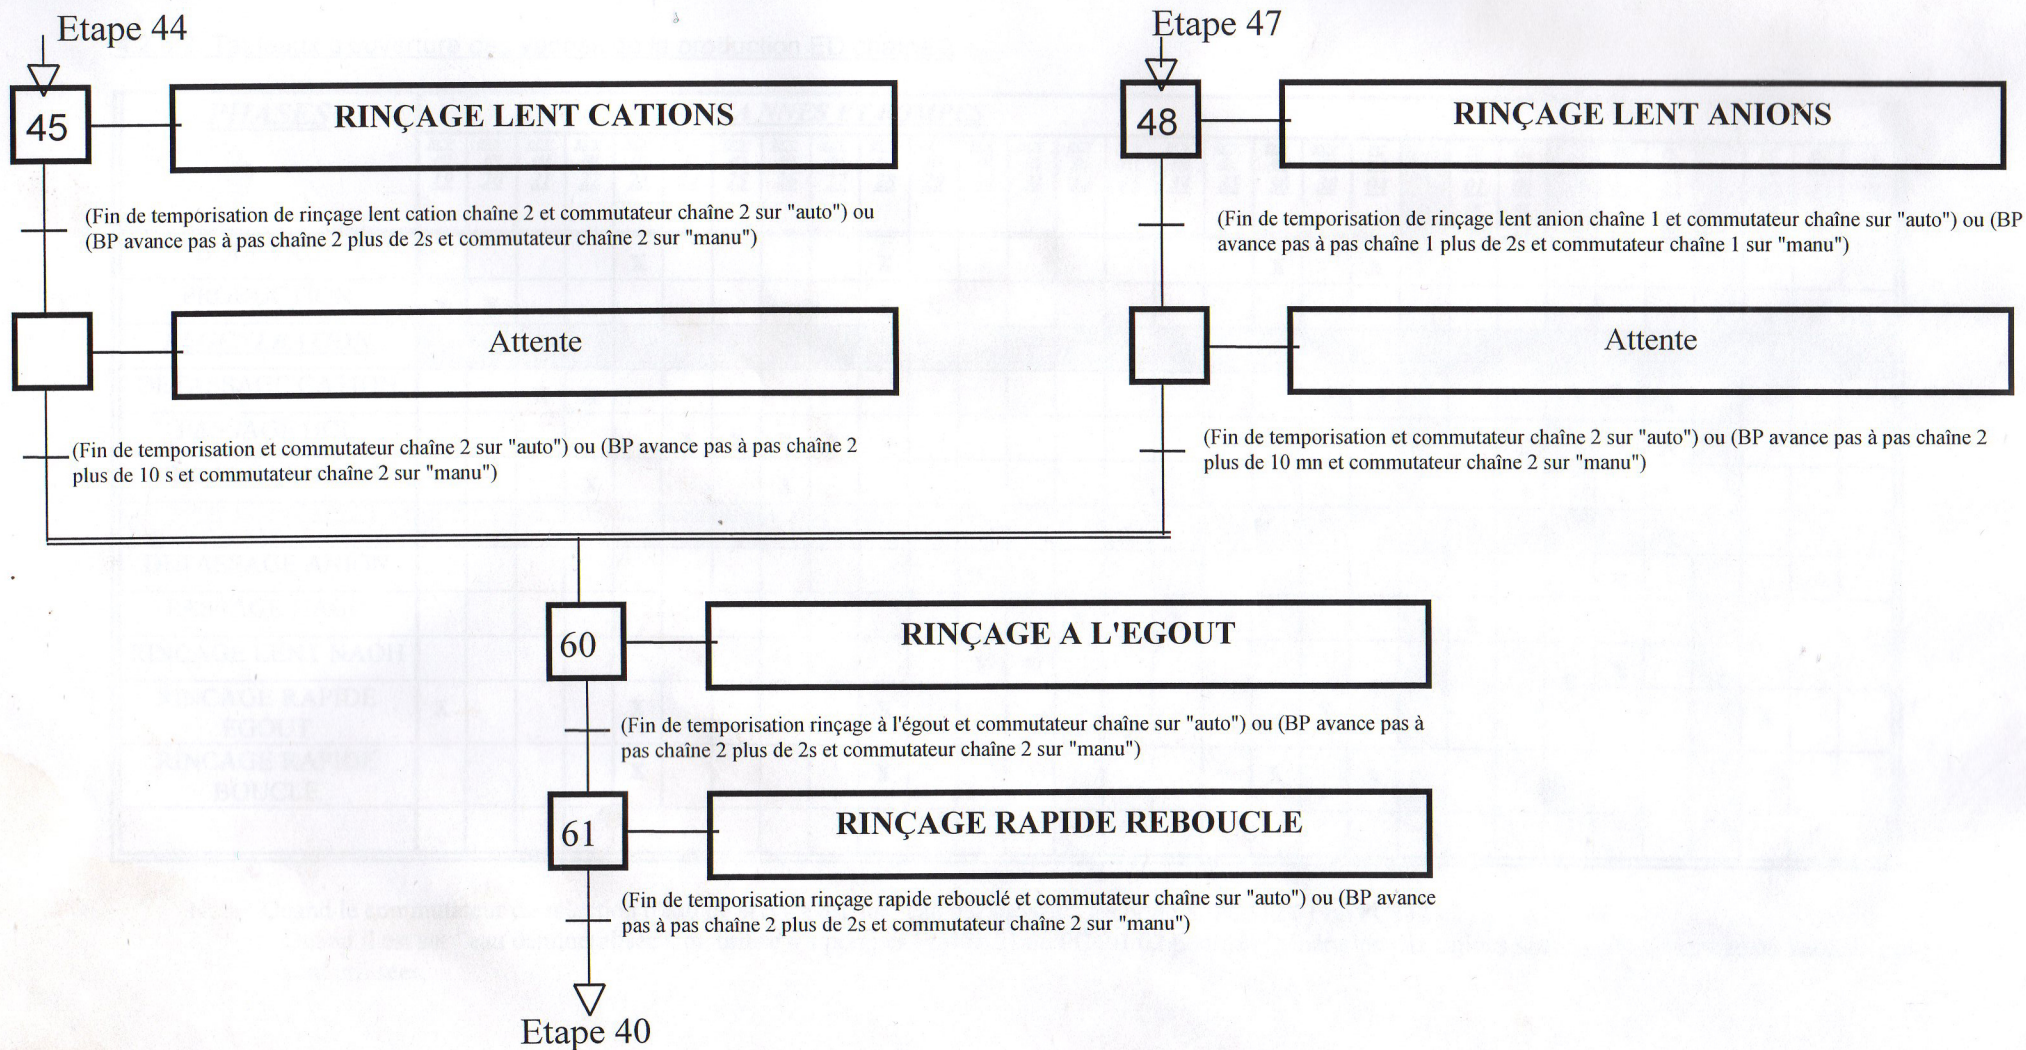 Etape 44
45
RINÇAGE LENT CATIONS
(Fin de temporisation de rinçage lent cation chaîne 2 et commutateur chaîne 2 sur "auto") ou
(BP avance pas à pas chaîne 2 plus de 2s et commutateur chaîne 2 sur "manu")
Attente
(Fin de temporisation et commutateur chaîne 2 sur "auto") ou (BP avance pas à pas chaîne 2
plus de 10 s et commutateur chaîne 2 sur "manu")
Etape 47
48
RINÇAGE LENT ANIONS
(Fin de temporisation de rinçage lent anion chaîne 1 et commutateur chaîne sur "auto") ou (BP
avance pas à pas chaîne 1 plus de 2s et commutateur chaîne 1 sur "manu")
Attente
(Fin de temporisation et commutateur chaîne 2 sur "auto") ou (BP avance pas à pas chaîne 2
plus de 10 mn et commutateur chaîne 2 sur "manu")
60
RINÇAGE A L'EGOUT
(Fin de temporisation rinçage à l'égout et commutateur chaîne sur "auto") ou (BP avance pas à
pas chaîne 2 plus de 2s et commutateur chaîne 2 sur "manu")
61
RINÇAGE RAPIDE REBOUCLE
(Fin de temporisation rinçage rapide rebouclé et commutateur chaîne sur "auto") ou (BP avance
pas à pas chaîne 2 plus de 2s et commutateur chaîne 2 sur "manu")
Etape 40